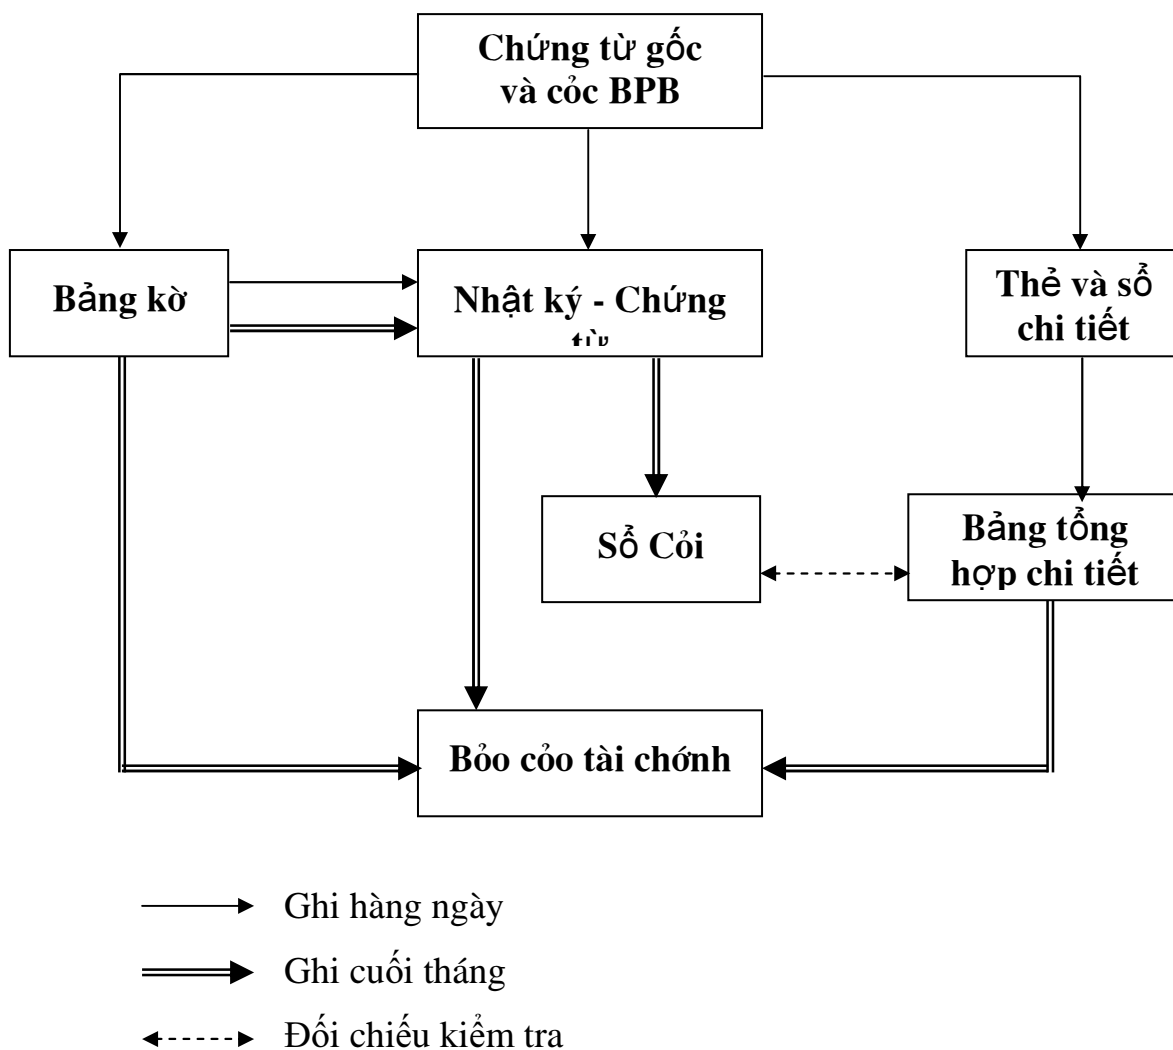 Chứng từ gốc
và cỏc BPB
Bảng kờ
Nhật ký - Chứng
từ
Thẻ và sổ
chi tiết
Sổ Cỏi
Bảng tổng
hợp chi tiết
Bỏo cỏo tài chớnh
Ghi hàng ngày
Ghi cuối tháng
Đối chiếu kiểm tra